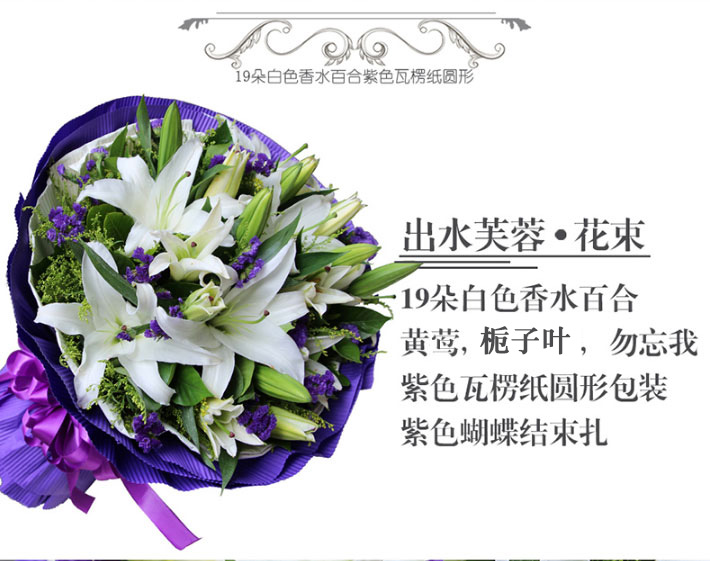 19朵白色香水百合紫色瓦楞纸圆形
出水芙蓉•花束
19朵白色香水百合
黄莺, 栀子叶 , 勿忘我
紫色瓦楞纸圆形包装
紫色蝴蝶结束扎